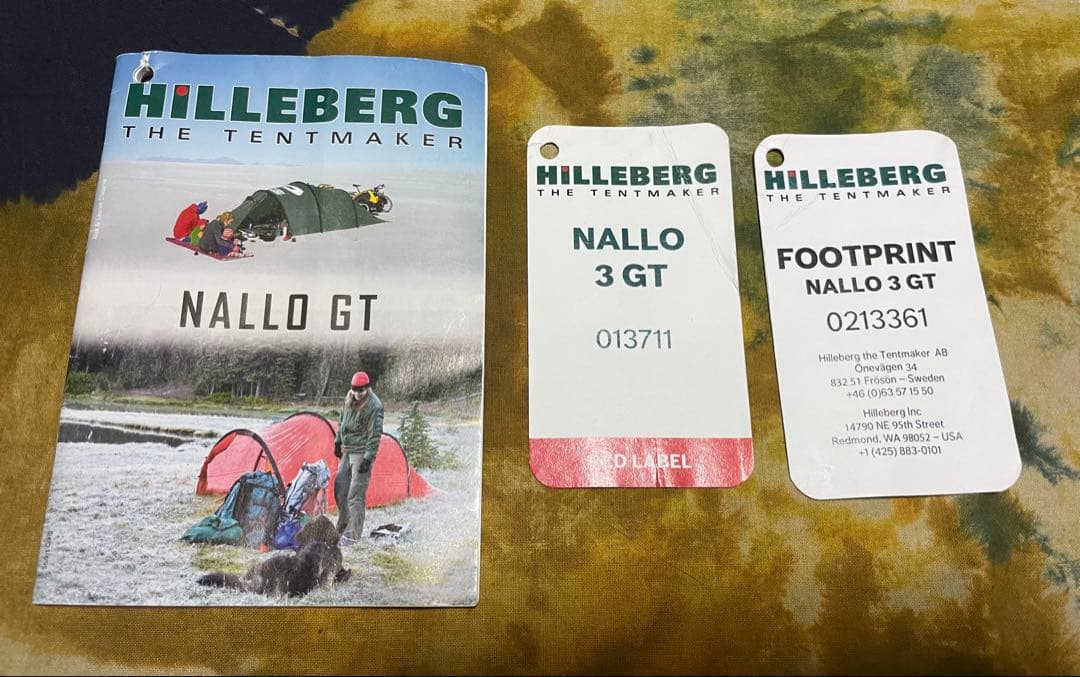 HILLEBERG
THE TENTMAKER
NALLO GT
HILLEBERG
THE TENTMAKER
NALLO
3 GT
013711
RED LABEL
HILLEBERG
THE TENTMAKER
FOOTPRINT
NALLO 3 GT
0213361
Hilleberg the Tentmaker AB
Önevägen 34
832 51 Frösön – Sweden
+46 (0)63 57 15 50
Hilleberg Inc
14790 NE 95th Street
Redmond, WA 98052 – USA
+1 (425) 883-0101